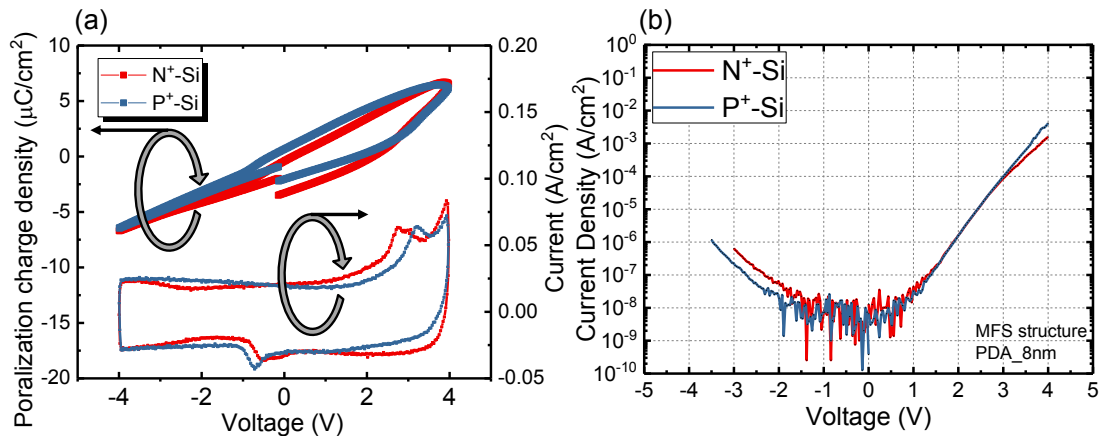 (a)
Poralization charge density (μC/cm²)
10
5
0
-5
-10
-15
-20
N⁺-Si
P⁺-Si
0.20
0.15
0.10
0.05
0.00
-0.05
Current (A/cm²)
-4 -2 0 2 4
Voltage (V)
(b)
Current Density (A/cm²)
10⁰
10⁻¹
10⁻²
10⁻³
10⁻⁴
10⁻⁵
10⁻⁶
10⁻⁷
10⁻⁸
10⁻⁹
10⁻¹⁰
N⁺-Si
P⁺-Si
MFS structure
PDA_8nm
-5 -4 -3 -2 -1 0 1 2 3 4 5
Voltage (V)